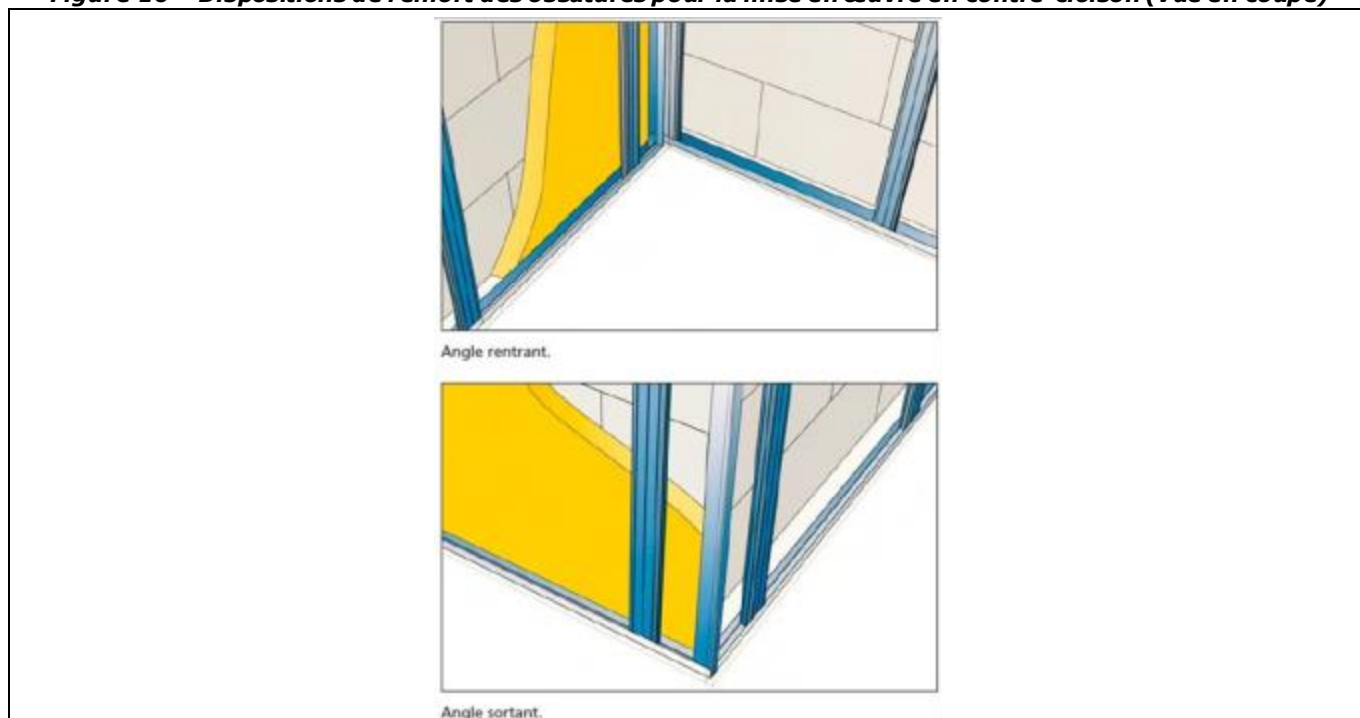 Figure – Dispositions de renfort des ossatures pour la mise en œuvre en contre-cloison (vue en coupe)
Angle rentrant.
Angle sortant.